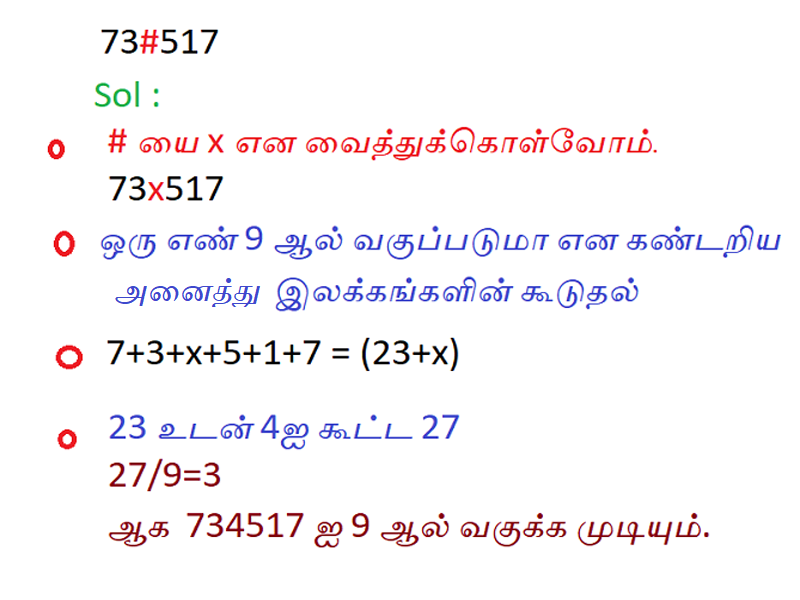 73#517
Sol :
# யை x என வைத்துக்கொள்வோம்.
73x517
ஒரு எண் 9 ஆல் வகுப்படுமா என கண்டறிய
அனைத்து இலக்கங்களின் கூடுதல்
7+3+x+5+1+7 = (23+x)
23 உடன் 4ஐ கூட்ட 27
27/9=3
ஆக 734517 ஐ 9 ஆல் வகுக்க முடியும்.